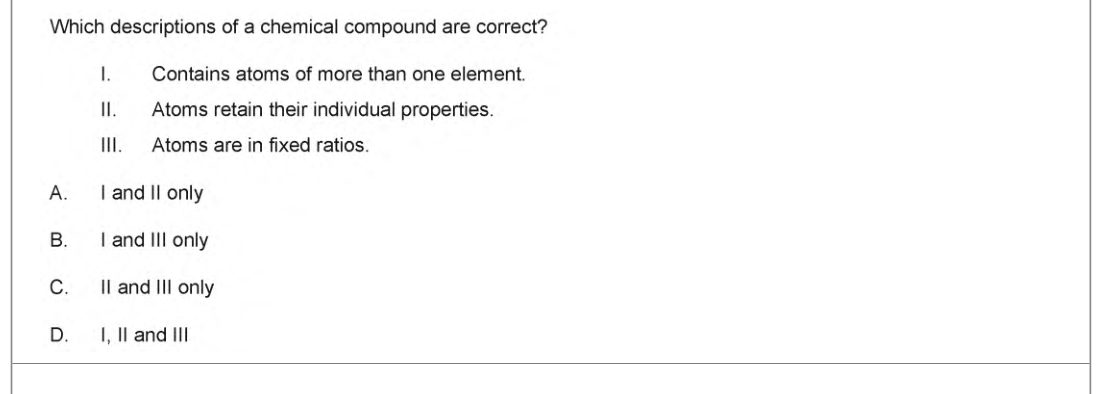 Which descriptions of a chemical compound are correct?
I. Contains atoms of more than one element.
II. Atoms retain their individual properties.
III. Atoms are in fixed ratios.
A. I and II only
B. I and III only
C. II and III only
D. I, II and III